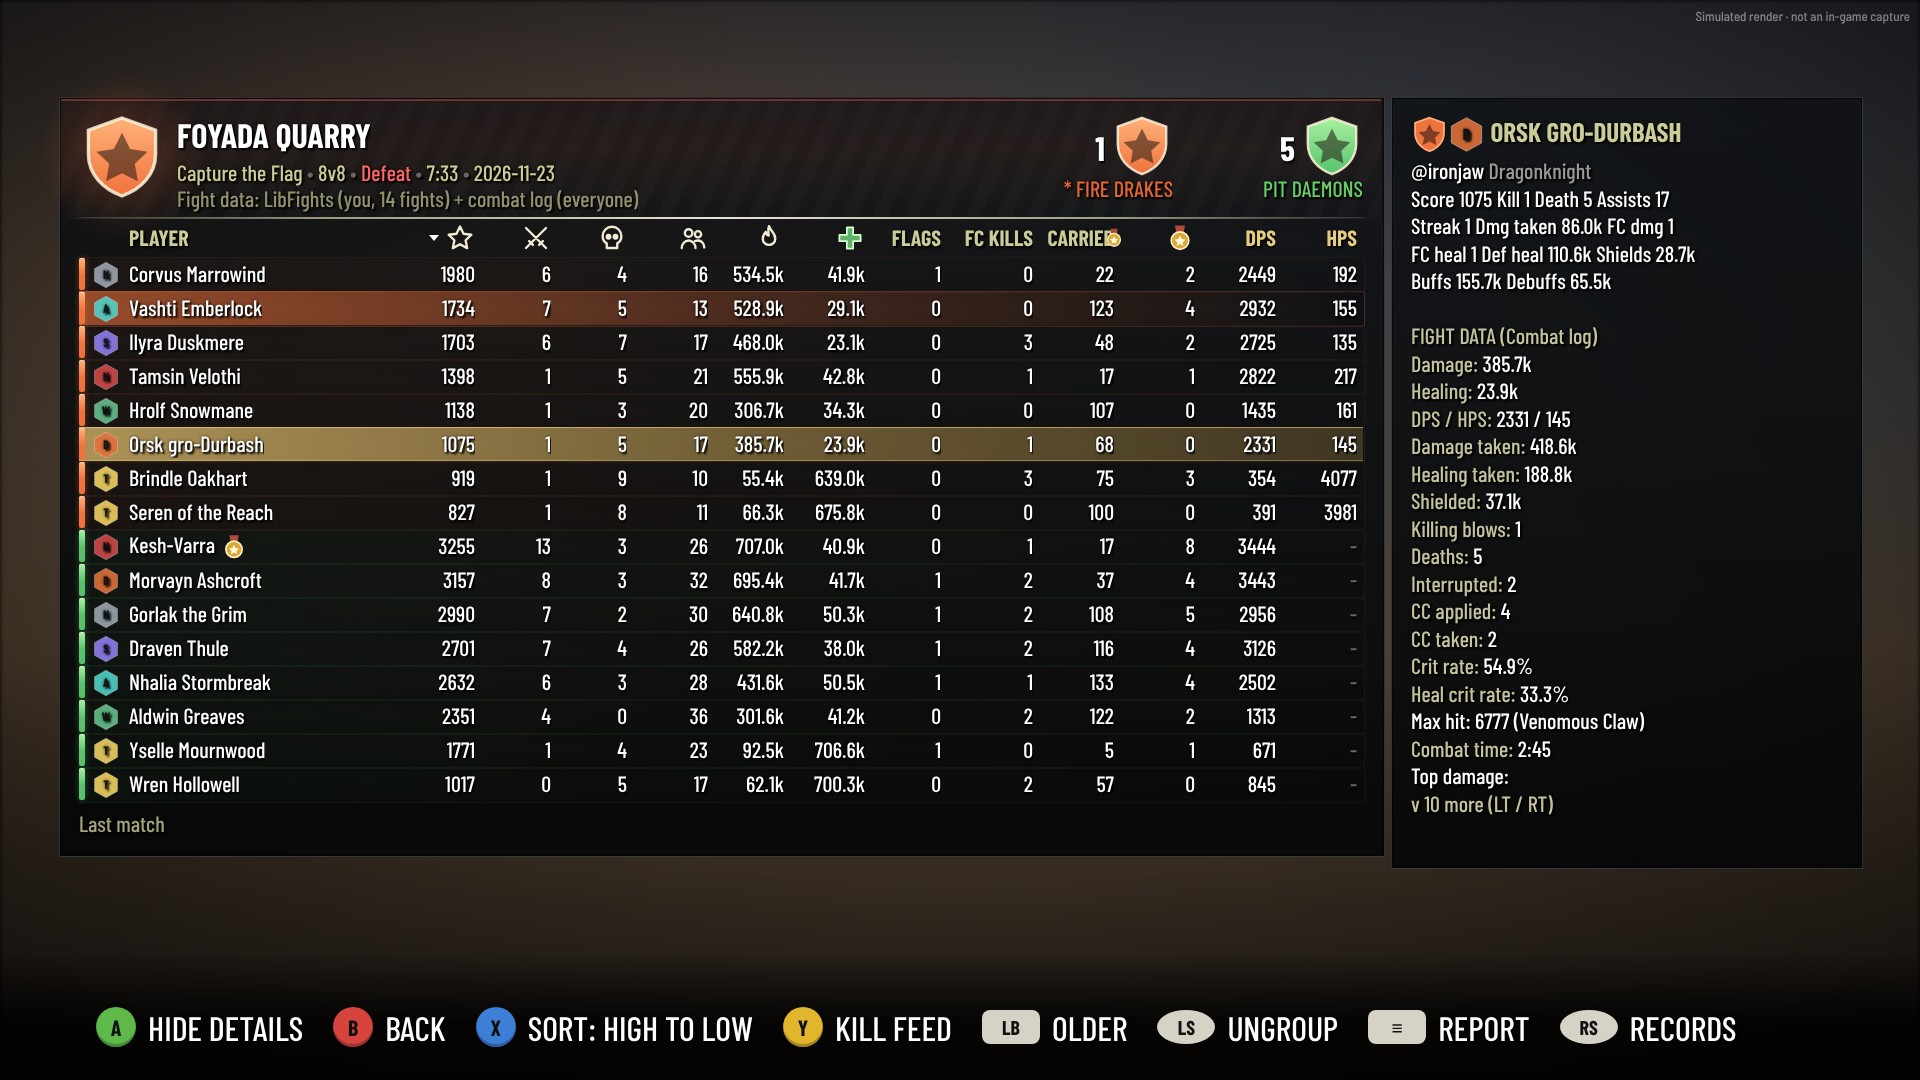 Simulated render · not an in-game capture
FOYADA QUARRY
Capture the Flag • 8v8 • Defeat • 7:33 • 2026-11-23
Fight data: LibFights (you, 14 fights) + combat log (everyone)
1
* FIRE DRAKES
5
PIT DAEMONS
PLAYER FLAGS FC KILLS CARRIER DPS HPS
Corvus Marrowind 1980 6 4 16 534.5k 41.9k 1 0 22 2 2449 192
Vashti Emberlock 1734 7 5 13 528.9k 29.1k 0 0 123 4 2932 155
Ilyra Duskmere 1703 6 7 17 468.0k 23.1k 0 3 48 2 2725 135
Tamsin Velothi 1398 1 5 21 555.9k 42.8k 0 1 17 1 2822 217
Hrolf Snowmane 1138 1 3 20 306.7k 34.3k 0 0 107 0 1435 161
Orsk gro-Durbash 1075 1 5 17 385.7k 23.9k 0 1 68 0 2331 145
Brindle Oakhart 919 1 9 10 55.4k 639.0k 0 3 75 3 354 4077
Seren of the Reach 827 1 8 11 66.3k 675.8k 0 0 100 0 391 3981
Kesh-Varra 3255 13 3 26 707.0k 40.9k 0 1 17 8 3444 -
Morvayn Ashcroft 3157 8 3 32 695.4k 41.7k 1 2 37 4 3443 -
Gorlak the Grim 2990 7 2 30 640.8k 50.3k 1 2 108 5 2956 -
Draven Thule 2701 7 4 26 582.2k 38.0k 1 2 116 4 3126 -
Nhalia Stormbreak 2632 6 3 28 431.6k 50.5k 1 1 133 4 2502 -
Aldwin Greaves 2351 4 0 36 301.6k 41.2k 0 2 122 2 1313 -
Yselle Mournwood 1771 1 4 23 92.5k 706.6k 1 0 5 1 671 -
Wren Hollowell 1017 0 5 17 62.1k 700.3k 0 2 57 0 845 -
Last match
ORSK GRO-DURBASH
@ironjaw Dragonknight
Score 1075 Kill 1 Death 5 Assists 17
Streak 1 Dmg taken 86.0k FC dmg 1
FC heal 1 Def heal 110.6k Shields 28.7k
Buffs 155.7k Debuffs 65.5k
FIGHT DATA (Combat log)
Damage: 385.7k
Healing: 23.9k
DPS / HPS: 2331 / 145
Damage taken: 418.6k
Healing taken: 188.8k
Shielded: 37.1k
Killing blows: 1
Deaths: 5
Interrupted: 2
CC applied: 4
CC taken: 2
Crit rate: 54.9%
Heal crit rate: 33.3%
Max hit: 6777 (Venomous Claw)
Combat time: 2:45
Top damage:
v 10 more (LT / RT)
A HIDE DETAILS B BACK X SORT: HIGH TO LOW Y KILL FEED LB OLDER LS UNGROUP ≡ REPORT RS RECORDS